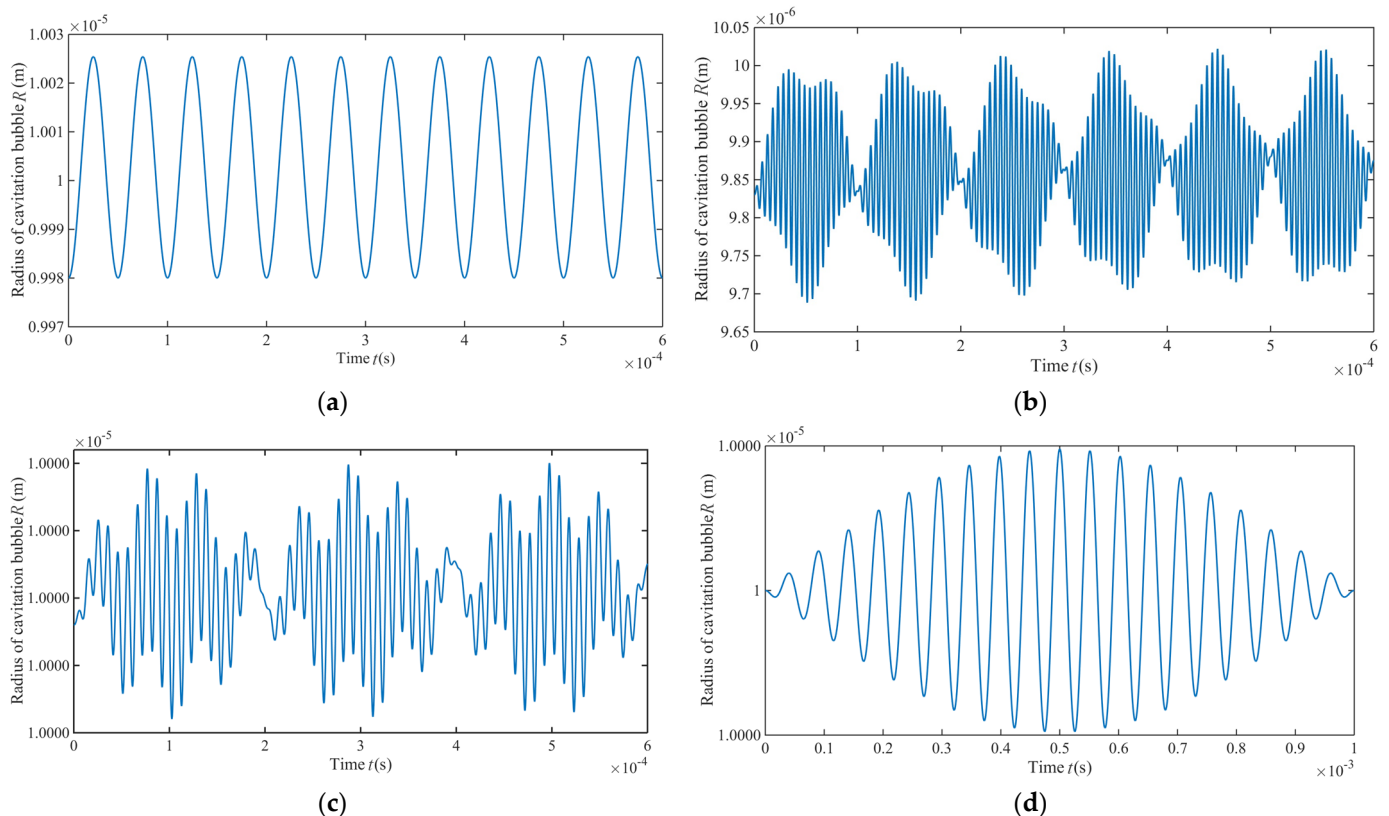 ×10⁻⁵
1.003
1.002
1.001
1
0.999
0.998
0.997
Radius of cavitation bubble R (m)
0 1 2 3 4 5 6
Time t(s)
×10⁻⁴
(a)
×10⁻⁶
10.05
10
9.95
9.9
9.85
9.8
9.75
9.7
9.65
Radius of cavitation bubble R(m)
0 1 2 3 4 5 6
Time t(s)
×10⁻⁴
(b)
×10⁻⁵
1.0000
1.0000
1.0000
1.0000
1.0000
Radius of cavitation bubbleR (m)
0 1 2 3 4 5 6
Time t(s)
×10⁻⁴
(c)
×10⁻⁵
1.0000
1
1.0000
Radius of cavitation bubbleR (m)
0 0.1 0.2 0.3 0.4 0.5 0.6 0.7 0.8 0.9 1
Time t(s)
×10⁻³
(d)